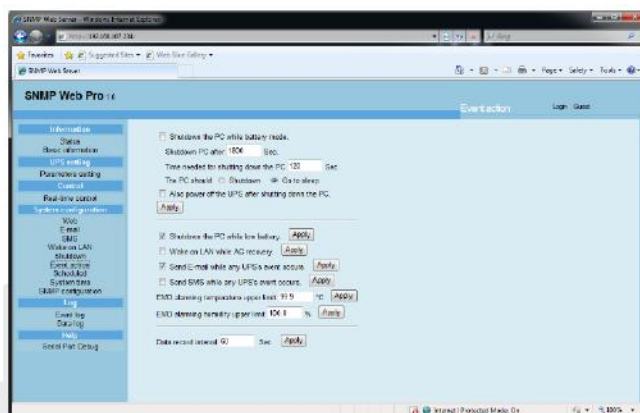 SNMP Web Server - Windows Internet Explorer
Favorites Suggested Sites Web Slice Gallery
SNMP Web Server
Page Safety Tools
SNMP Web Pro
Event action
Login Guest
Information
Status
Basic information
UPS setting
Parameters setting
Control
Real-time control
System configuration
Web
E-mail
SMS
Wake on LAN
Shutdown
Event action
Scheduled
System time
SNMP configuration
Log
Event log
Data log
Help
Serial Port Debug
Shutdown the PC while battery mode.
Shutdown PC after 1800 Sec.
Time needed for shutting down the PC 120 Sec
The PC should Shutdown Go to sleep
Also power off the UPS after shutting down the PC.
Apply
Shutdown the PC while low battery. Apply
Wake on LAN while AC recovery. Apply
Send E-mail while any UPS's event occurs. Apply
Send SMS while any UPS's event occurs. Apply
EMD alarming temperature upper limit 99.9 °C Apply
EMD alarming humidity upper limit 100.0 % Apply
Data record interval 60 Sec Apply
Internet | Protected Mode: On
100%